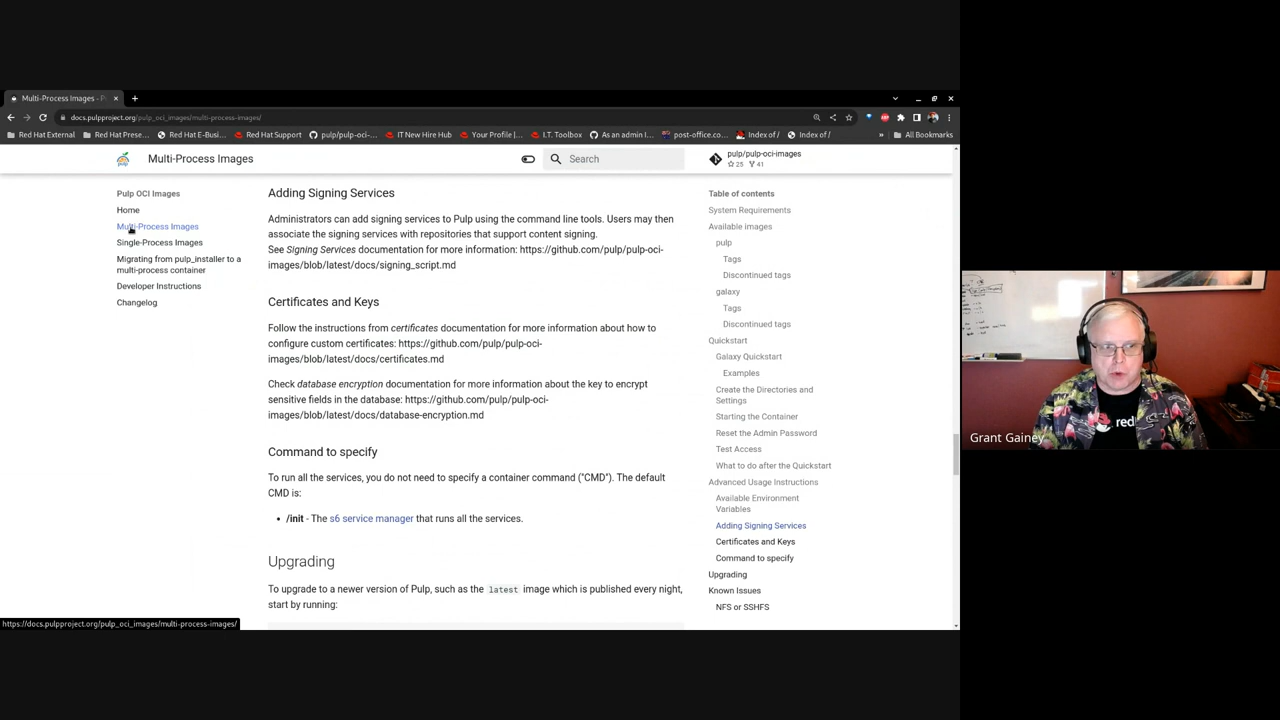 Multi-Process Images - P
docs.pulpproject.org/pulp_oci_images/multi-process-images/
Red Hat External
Red Hat Prese...
Red Hat E-Busi...
Red Hat Support
pulp/pulp-oci-...
IT New Hire Hub
Your Profile |...
I.T. Toolbox
As an admin I...
post-office.co...
Index of /
Index of /
»
All Bookmarks
Multi-Process Images
Search
pulp/pulp-oci-images
25 41
Pulp OCI Images
Home
Multi-Process Images
Single-Process Images
Migrating from pulp_installer to a
multi-process container
Developer Instructions
Changelog
Adding Signing Services
Administrators can add signing services to Pulp using the command line tools. Users may then
associate the signing services with repositories that support content signing.
See Signing Services documentation for more information: https://github.com/pulp/pulp-oci-
images/blob/latest/docs/signing_script.md
Certificates and Keys
Follow the instructions from certificates documentation for more information about how to
configure custom certificates: https://github.com/pulp/pulp-oci-
images/blob/latest/docs/certificates.md
Check database encryption documentation for more information about the key to encrypt
sensitive fields in the database: https://github.com/pulp/pulp-oci-
images/blob/latest/docs/database-encryption.md
Command to specify
To run all the services, you do not need to specify a container command ("CMD"). The default
CMD is:
• /init - The s6 service manager that runs all the services.
Upgrading
To upgrade to a newer version of Pulp, such as the latest image which is published every night,
start by running:
Table of contents
System Requirements
Available images
pulp
Tags
Discontinued tags
galaxy
Tags
Discontinued tags
Quickstart
Galaxy Quickstart
Examples
Create the Directories and
Settings
Starting the Container
Reset the Admin Password
Test Access
What to do after the Quickstart
Advanced Usage Instructions
Available Environment
Variables
Adding Signing Services
Certificates and Keys
Command to specify
Upgrading
Known Issues
NFS or SSHFS
https://docs.pulpproject.org/pulp_oci_images/multi-process-images/
Grant Gainey
red